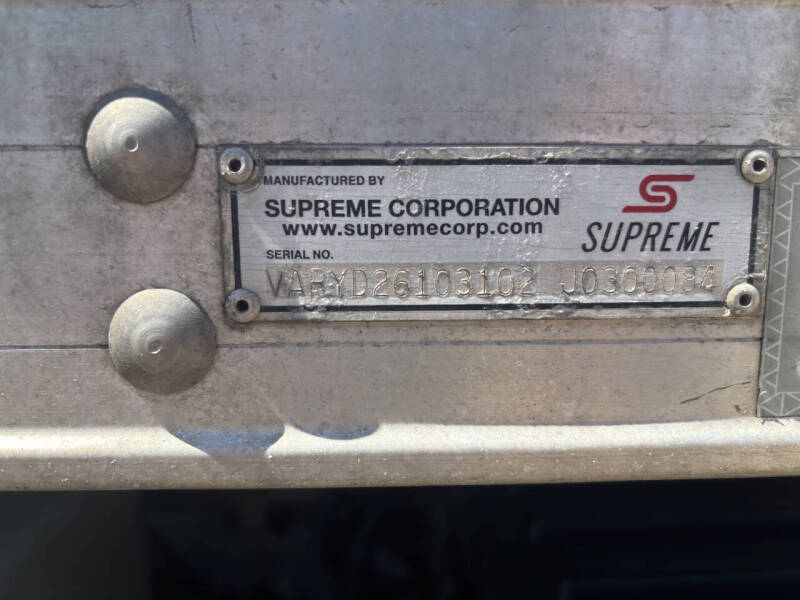 MANUFACTURED BY
SUPREME CORPORATION
www.supremecorp.com
SUPREME
SERIAL NO.
VARYD26103102 J0300084